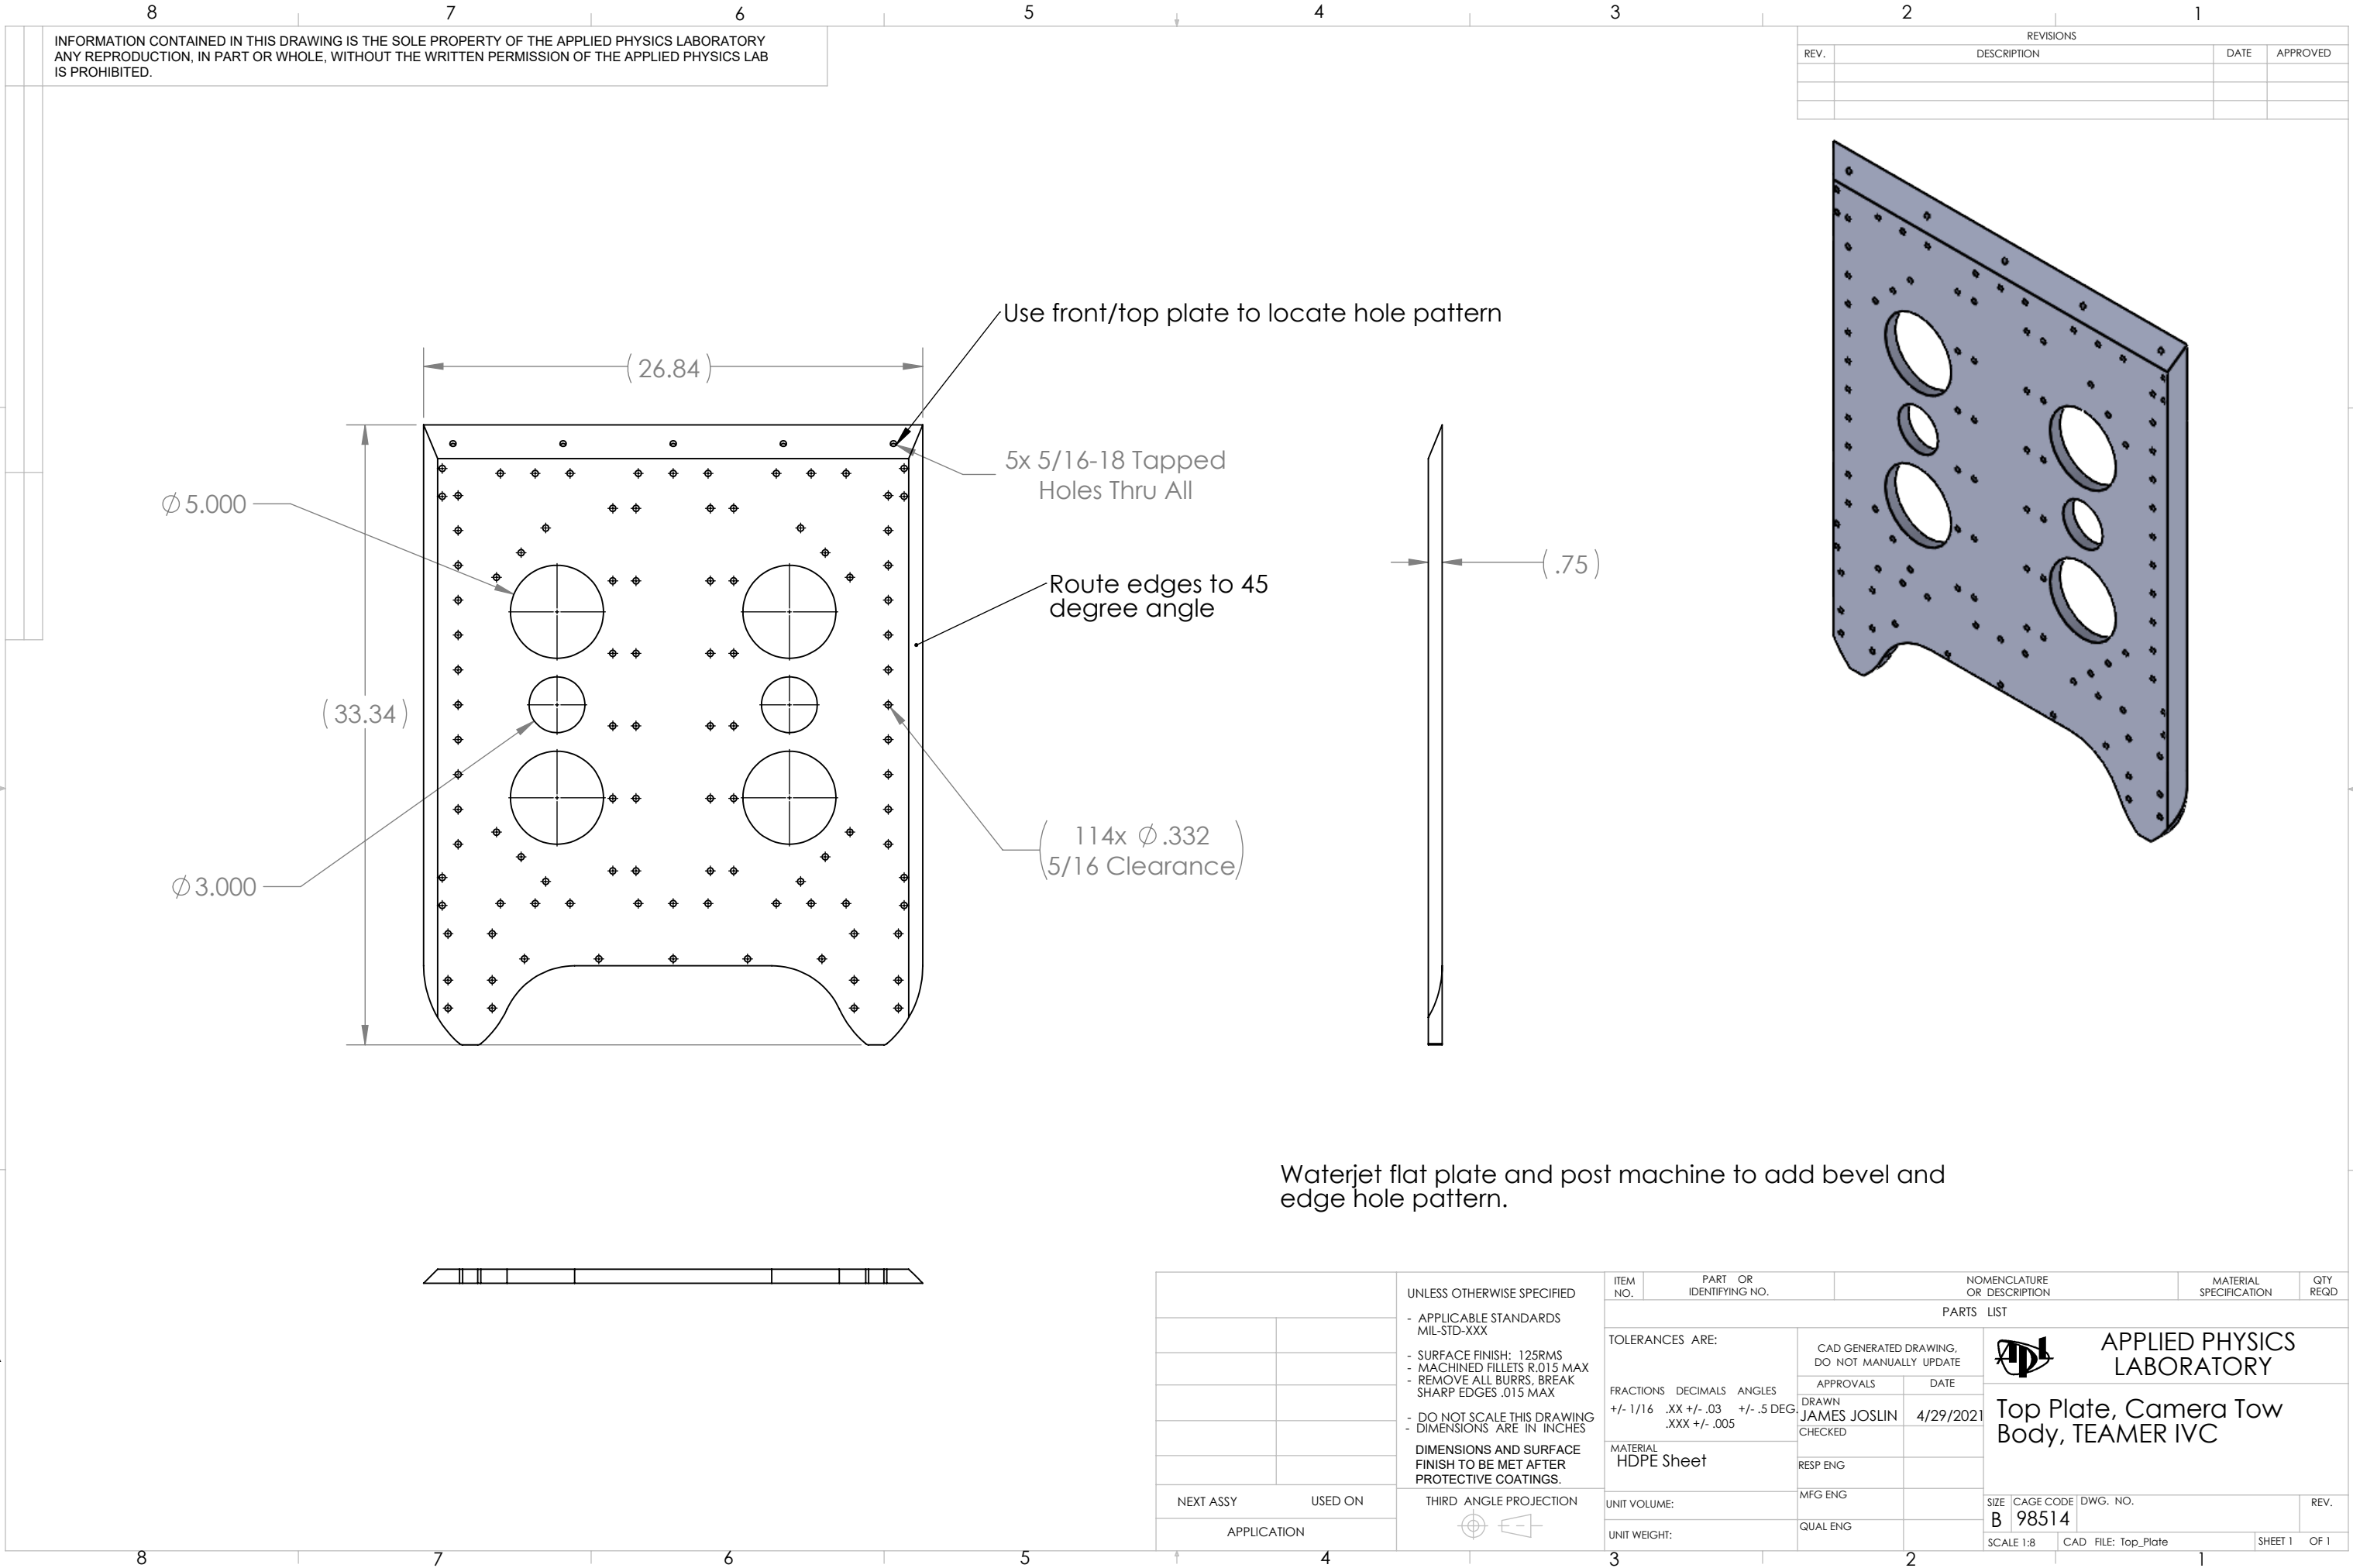 8 7 6 5 4 3 2 1
INFORMATION CONTAINED IN THIS DRAWING IS THE SOLE PROPERTY OF THE APPLIED PHYSICS LABORATORY
ANY REPRODUCTION, IN PART OR WHOLE, WITHOUT THE WRITTEN PERMISSION OF THE APPLIED PHYSICS LAB
IS PROHIBITED.
REVISIONS
REV. DESCRIPTION DATE APPROVED
Use front/top plate to locate hole pattern
(26.84)
5x 5/16-18 Tapped
Holes Thru All
Ø5.000
(.75)
Route edges to 45
degree angle
(33.34)
114x Ø.332
5/16 Clearance
Ø3.000
Waterjet flat plate and post machine to add bevel and
edge hole pattern.
UNLESS OTHERWISE SPECIFIED
- APPLICABLE STANDARDS
MIL-STD-XXX
- SURFACE FINISH: 125RMS
- MACHINED FILLETS R.015 MAX
- REMOVE ALL BURRS, BREAK
SHARP EDGES .015 MAX
- DO NOT SCALE THIS DRAWING
- DIMENSIONS ARE IN INCHES
DIMENSIONS AND SURFACE
FINISH TO BE MET AFTER
PROTECTIVE COATINGS.
NEXT ASSY USED ON
APPLICATION
THIRD ANGLE PROJECTION
ITEM
NO.
PART OR
IDENTIFYING NO.
NOMENCLATURE
OR DESCRIPTION
MATERIAL
SPECIFICATION
QTY
REQD
PARTS LIST
TOLERANCES ARE:
FRACTIONS DECIMALS ANGLES
+/- 1/16 .XX +/- .03 +/- .5 DEG.
.XXX +/- .005
MATERIAL
HDPE Sheet
UNIT VOLUME:
UNIT WEIGHT:
CAD GENERATED DRAWING,
DO NOT MANUALLY UPDATE
APPROVALS DATE
DRAWN
JAMES JOSLIN 4/29/2021
CHECKED
RESP ENG
MFG ENG
QUAL ENG
APL
APPLIED PHYSICS
LABORATORY
Top Plate, Camera Tow
Body, TEAMER IVC
SIZE CAGE CODE DWG. NO. REV.
B 98514
SCALE 1:8 CAD FILE: Top_Plate SHEET 1 OF 1
8 7 6 5 4 3 2 1